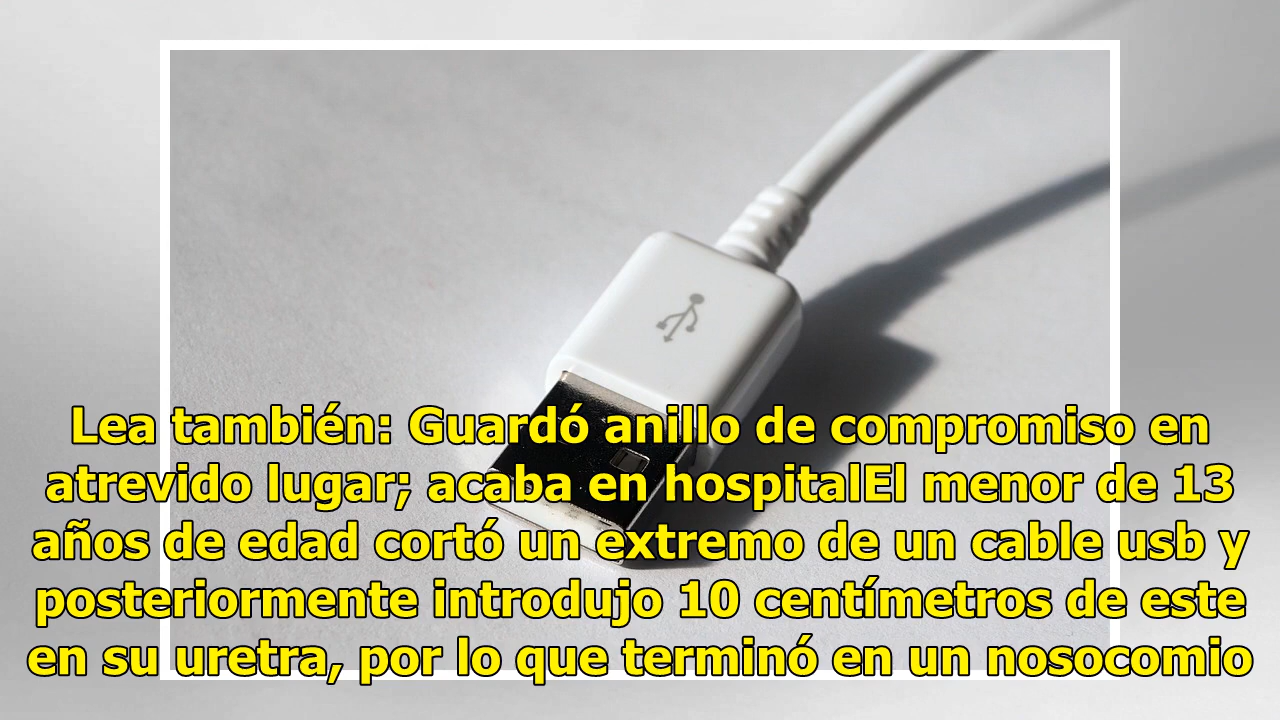 Lea también: Guardó anillo de compromiso en
atrevido lugar; acaba en hospitalEl menor de 13
años de edad cortó un extremo de un cable usb y
posteriormente introdujo 10 centímetros de este
en su uretra, por lo que terminó en un nosocomio